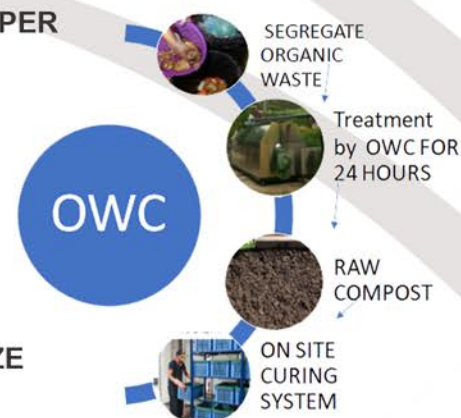 PER
SEGREGATE
ORGANIC
WASTE
Treatment
by OWC FOR
24 HOURS
OWC
RAW
COMPOST
ZE
ON SITE
CURING
SYSTEM